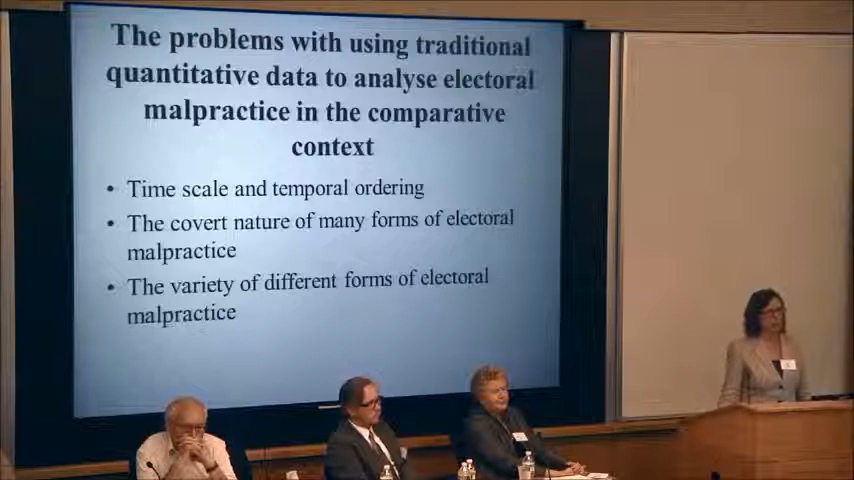 The problems with using traditional
quantitative data to analyse electoral
malpractice in the comparative
context
• Time scale and temporal ordering
• The covert nature of many forms of electoral
malpractice
• The variety of different forms of electoral
malpractice